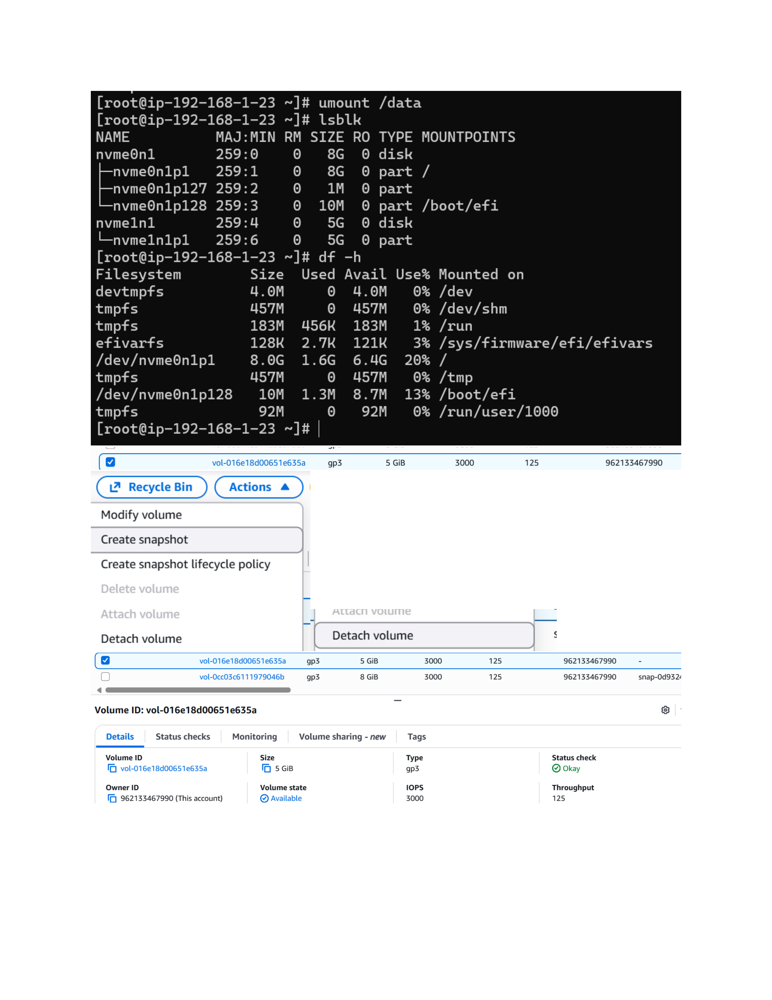 [root@ip-192-168-1-23 ~]# umount /data
[root@ip-192-168-1-23 ~]# lsblk
NAME          MAJ:MIN RM SIZE RO TYPE MOUNTPOINTS
nvme0n1       259:0    0   8G  0 disk
├─nvme0n1p1   259:1    0   8G  0 part /
├─nvme0n1p127 259:2    0   1M  0 part
└─nvme0n1p128 259:3    0  10M  0 part /boot/efi
nvme1n1       259:4    0   5G  0 disk
└─nvme1n1p1   259:6    0   5G  0 part
[root@ip-192-168-1-23 ~]# df -h
Filesystem        Size  Used Avail Use% Mounted on
devtmpfs          4.0M     0  4.0M   0% /dev
tmpfs             457M     0  457M   0% /dev/shm
tmpfs             183M  456K  183M   1% /run
efivarfs          128K  2.7K  121K   3% /sys/firmware/efi/efivars
/dev/nvme0n1p1    8.0G  1.6G  6.4G  20% /
tmpfs             457M     0  457M   0% /tmp
/dev/nvme0n1p128   10M  1.3M  8.7M  13% /boot/efi
tmpfs              92M     0   92M   0% /run/user/1000
[root@ip-192-168-1-23 ~]#
vol-016e18d00651e635a gp3 5 GiB 3000 125 962133467990
Recycle Bin Actions
Modify volume
Create snapshot
Create snapshot lifecycle policy
Delete volume
Attach volume
Detach volume
Attach volume
Detach volume
vol-016e18d00651e635a gp3 5 GiB 3000 125 962133467990 -
vol-0cc03c6111979046b gp3 8 GiB 3000 125 962133467990 snap-0d932
Volume ID: vol-016e18d00651e635a
Details Status checks Monitoring Volume sharing - new Tags
Volume ID Size Type Status check
vol-016e18d00651e635a 5 GiB gp3 Okay
Owner ID Volume state IOPS Throughput
962133467990 (This account) Available 3000 125